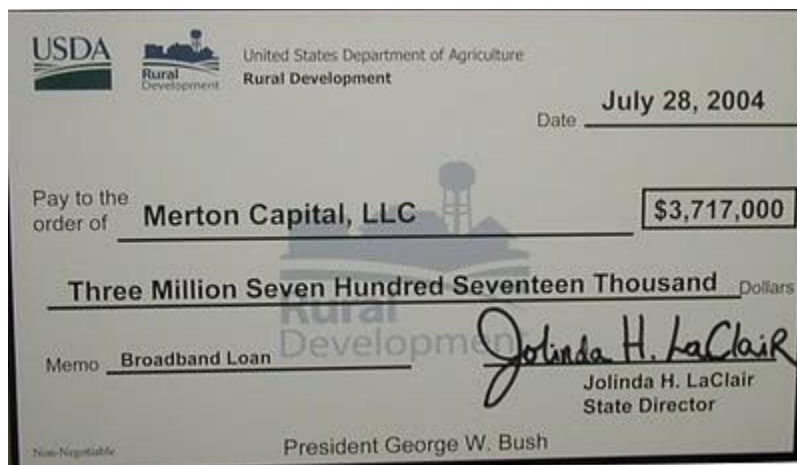 USDA
Rural
Development
United States Department of Agriculture
Rural Development
Date July 28, 2004
Pay to the
order of Merton Capital, LLC $3,717,000
Three Million Seven Hundred Seventeen Thousand Dollars
Rural
Development
Memo Broadband Loan
Jolinda H. LaClair
Jolinda H. LaClair
State Director
Non-Negotiable
President George W. Bush